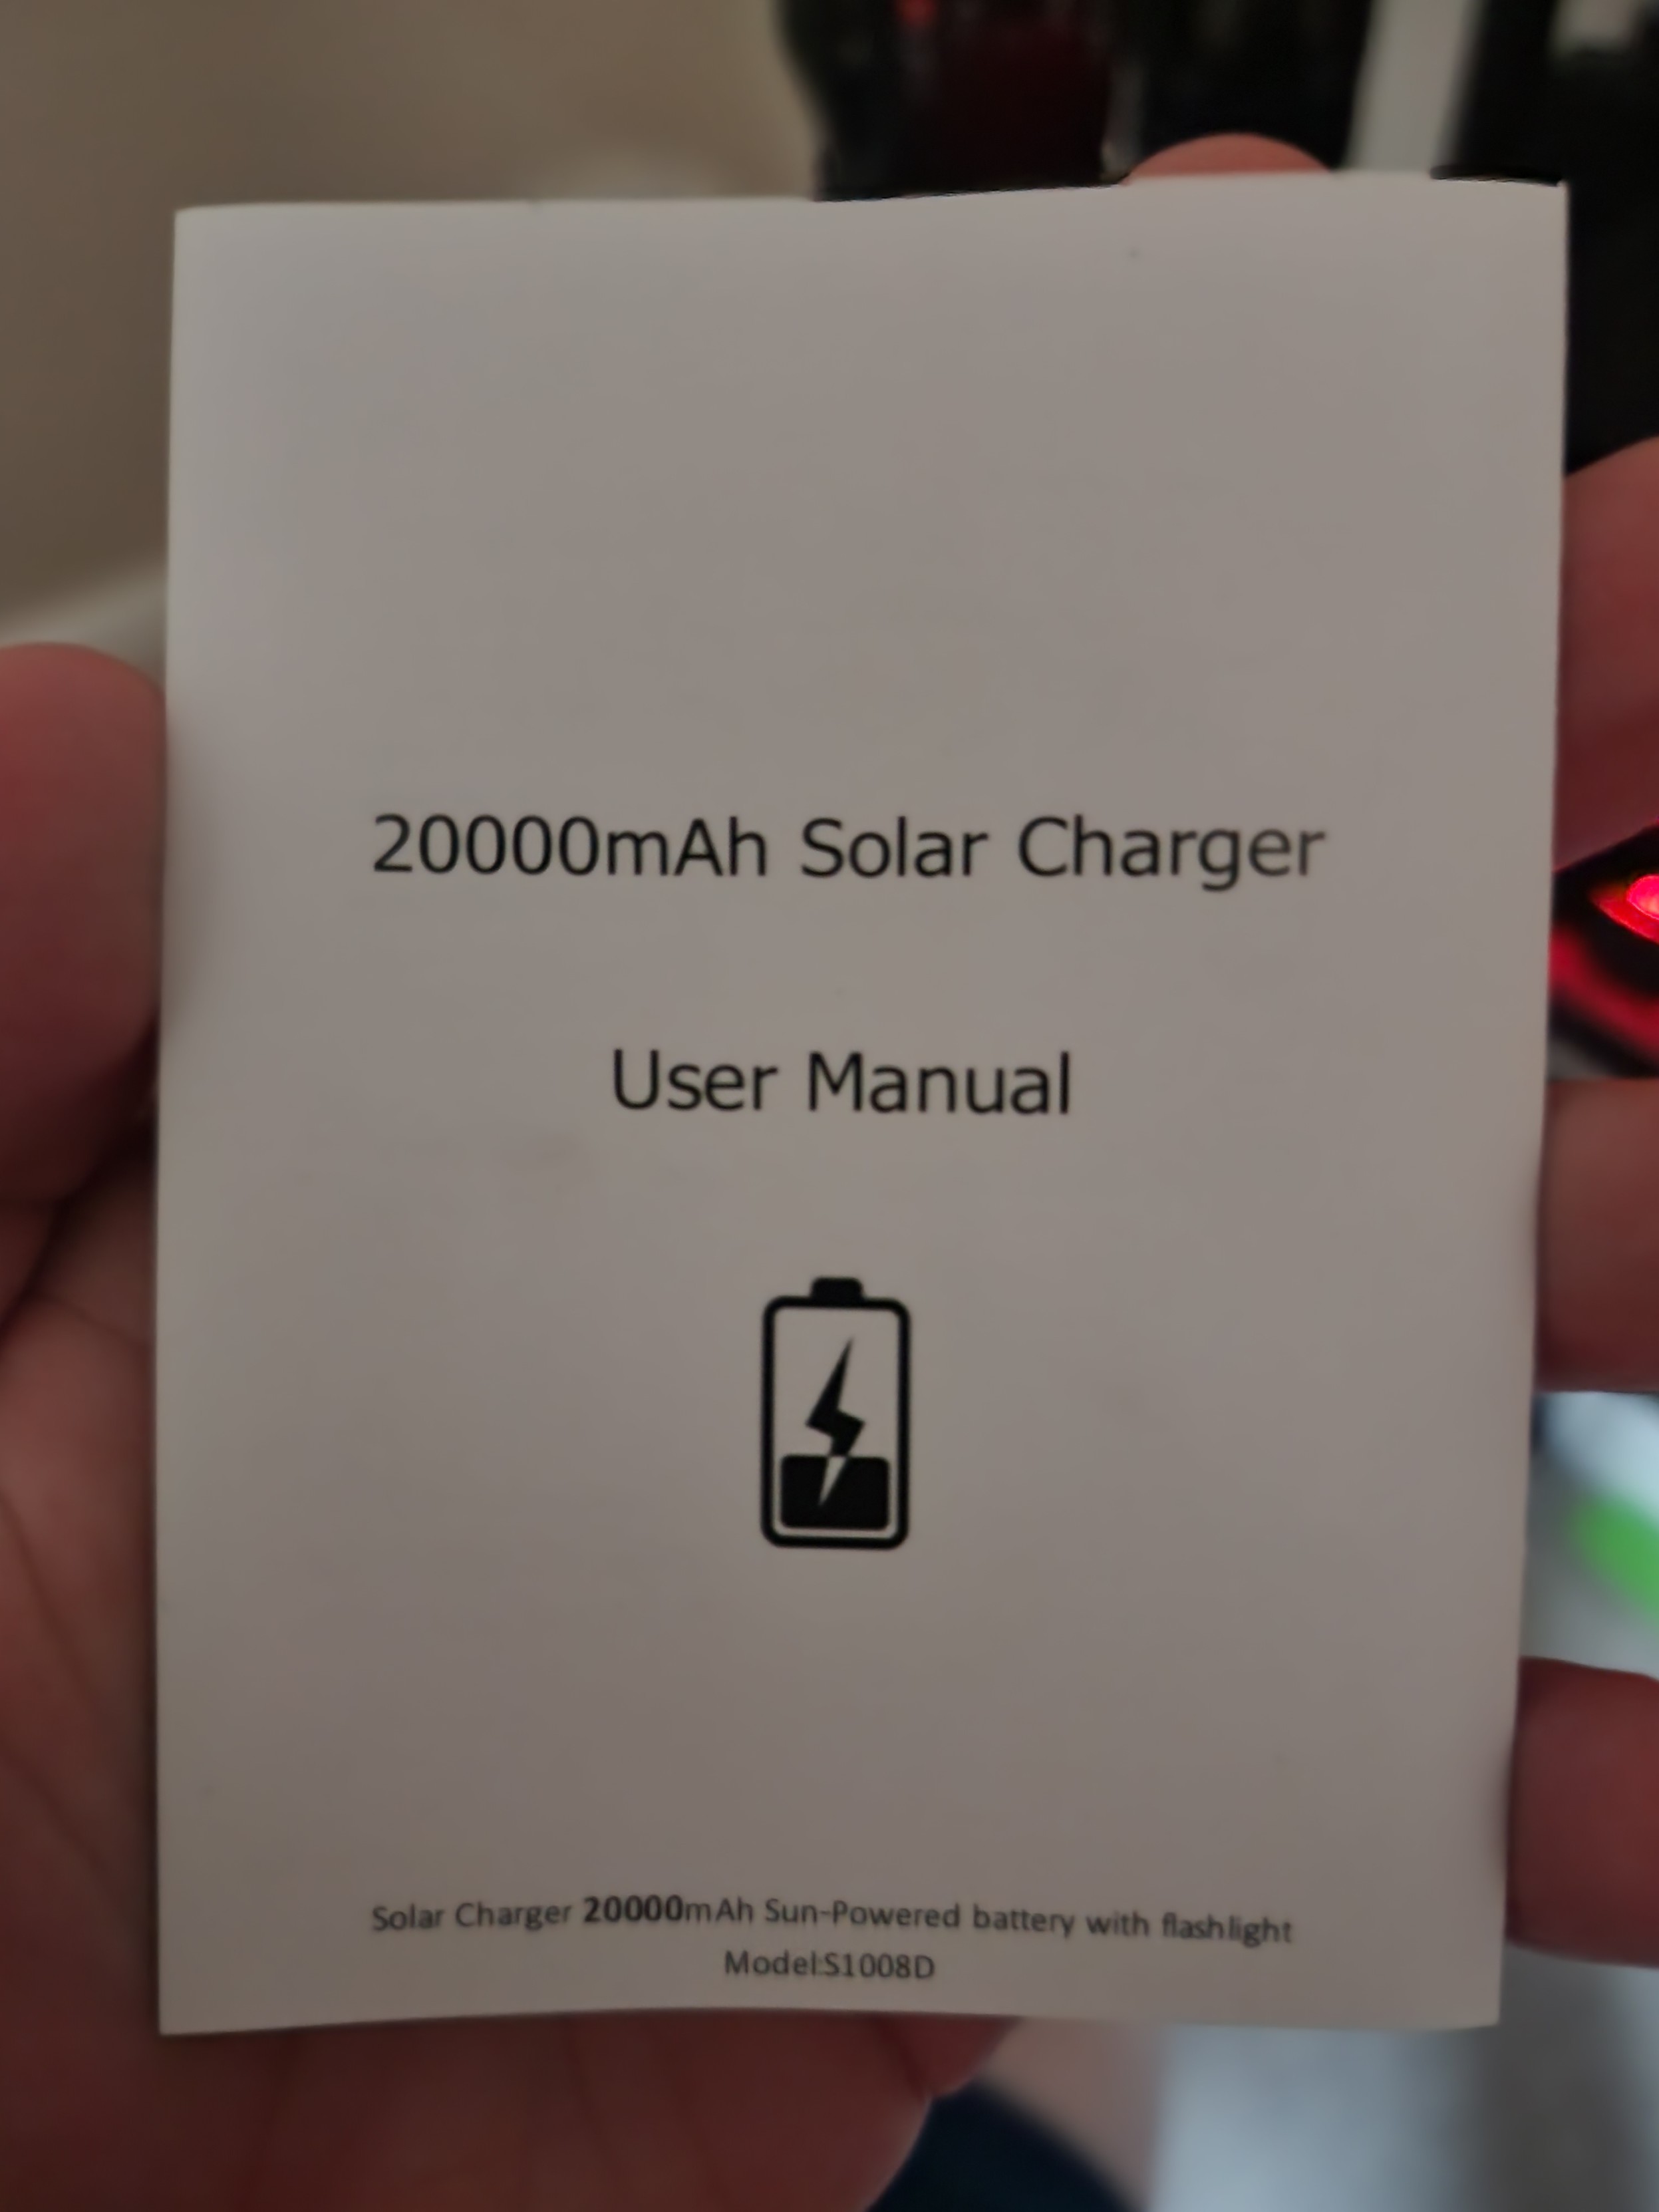 20000mAh Solar Charger
User Manual
Solar Charger 20000mAh Sun-Powered battery with flashlight
Model:S1008D